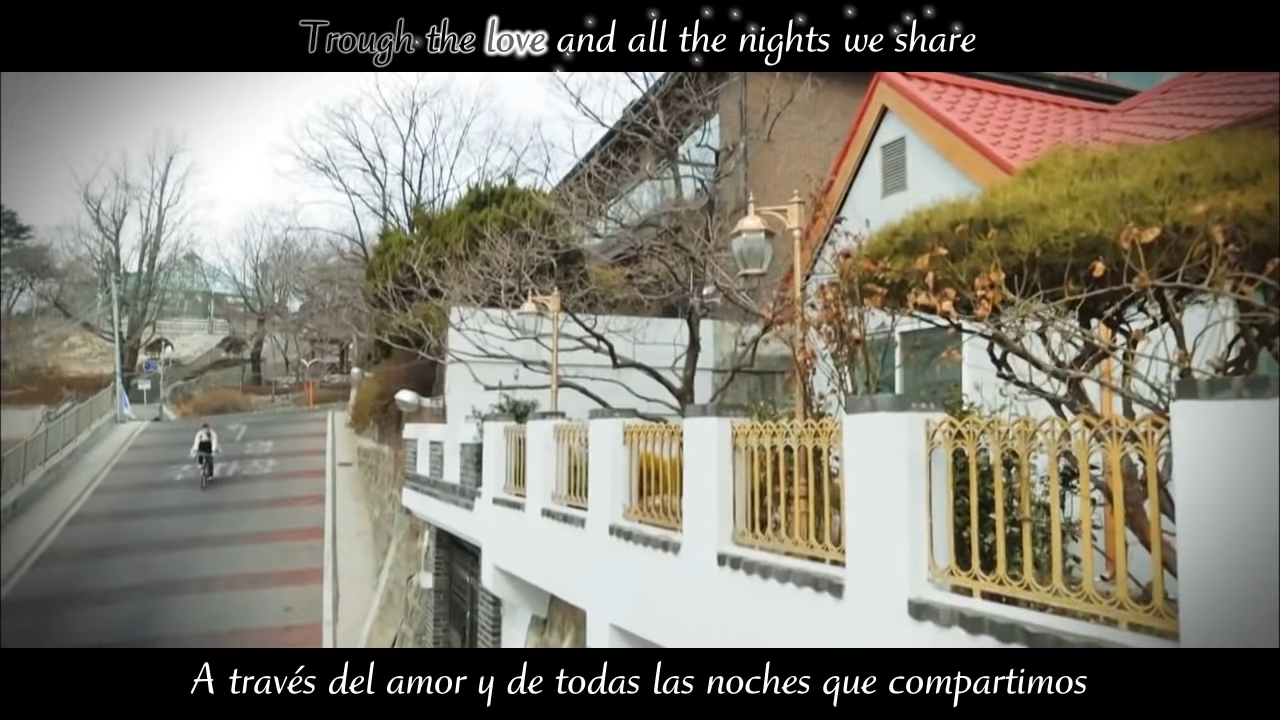 Trough the love and all the nights we share
A través del amor y de todas las noches que compartimos